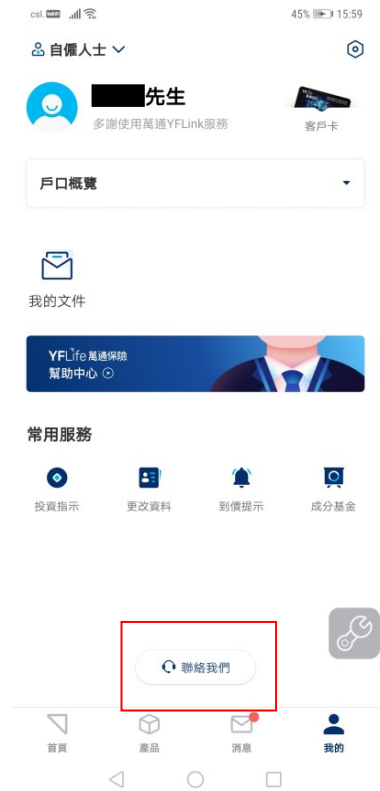 csl. 45% 15:59
自僱人士
先生
多謝使用萬通YFLink服務
客戶卡
戶口概覽
我的文件
YFLife 萬通保險
幫助中心
常用服務
投資指示 更改資料 到價提示 成分基金
聯絡我們
首頁 產品 消息 我的